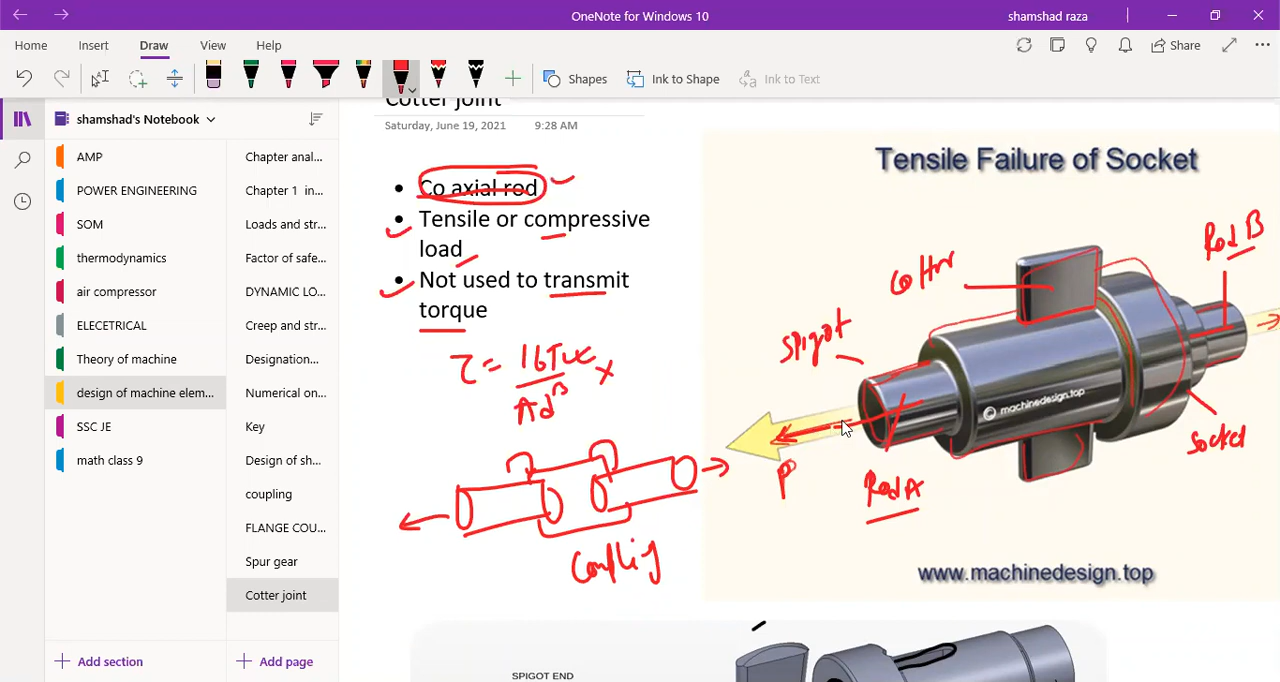 OneNote for Windows 10
shamshad raza
Home
Insert
Draw
View
Help
Share
Shapes
Ink to Shape
Ink to Text
shamshad's Notebook
AMP
POWER ENGINEERING
SOM
thermodynamics
air compressor
ELECETRICAL
Theory of machine
design of machine elem...
SSC JE
math class 9
Add section
Chapter anal...
Chapter 1 in...
Loads and str...
Factor of safe...
DYNAMIC LO...
Creep and str...
Designation...
Numerical on...
Key
Design of sh...
coupling
FLANGE COU...
Spur gear
Cotter joint
Add page
Cotter joint
Saturday, June 19, 2021
9:28 AM
• Co axial rod
• Tensile or compressive
load
• Not used to transmit
torque
Coupling
Tensile Failure of Socket
Rod B
Cotter
Spigot
© machinedesign.top
Socket
P
Rod A
www.machinedesign.top
SPIGOT END